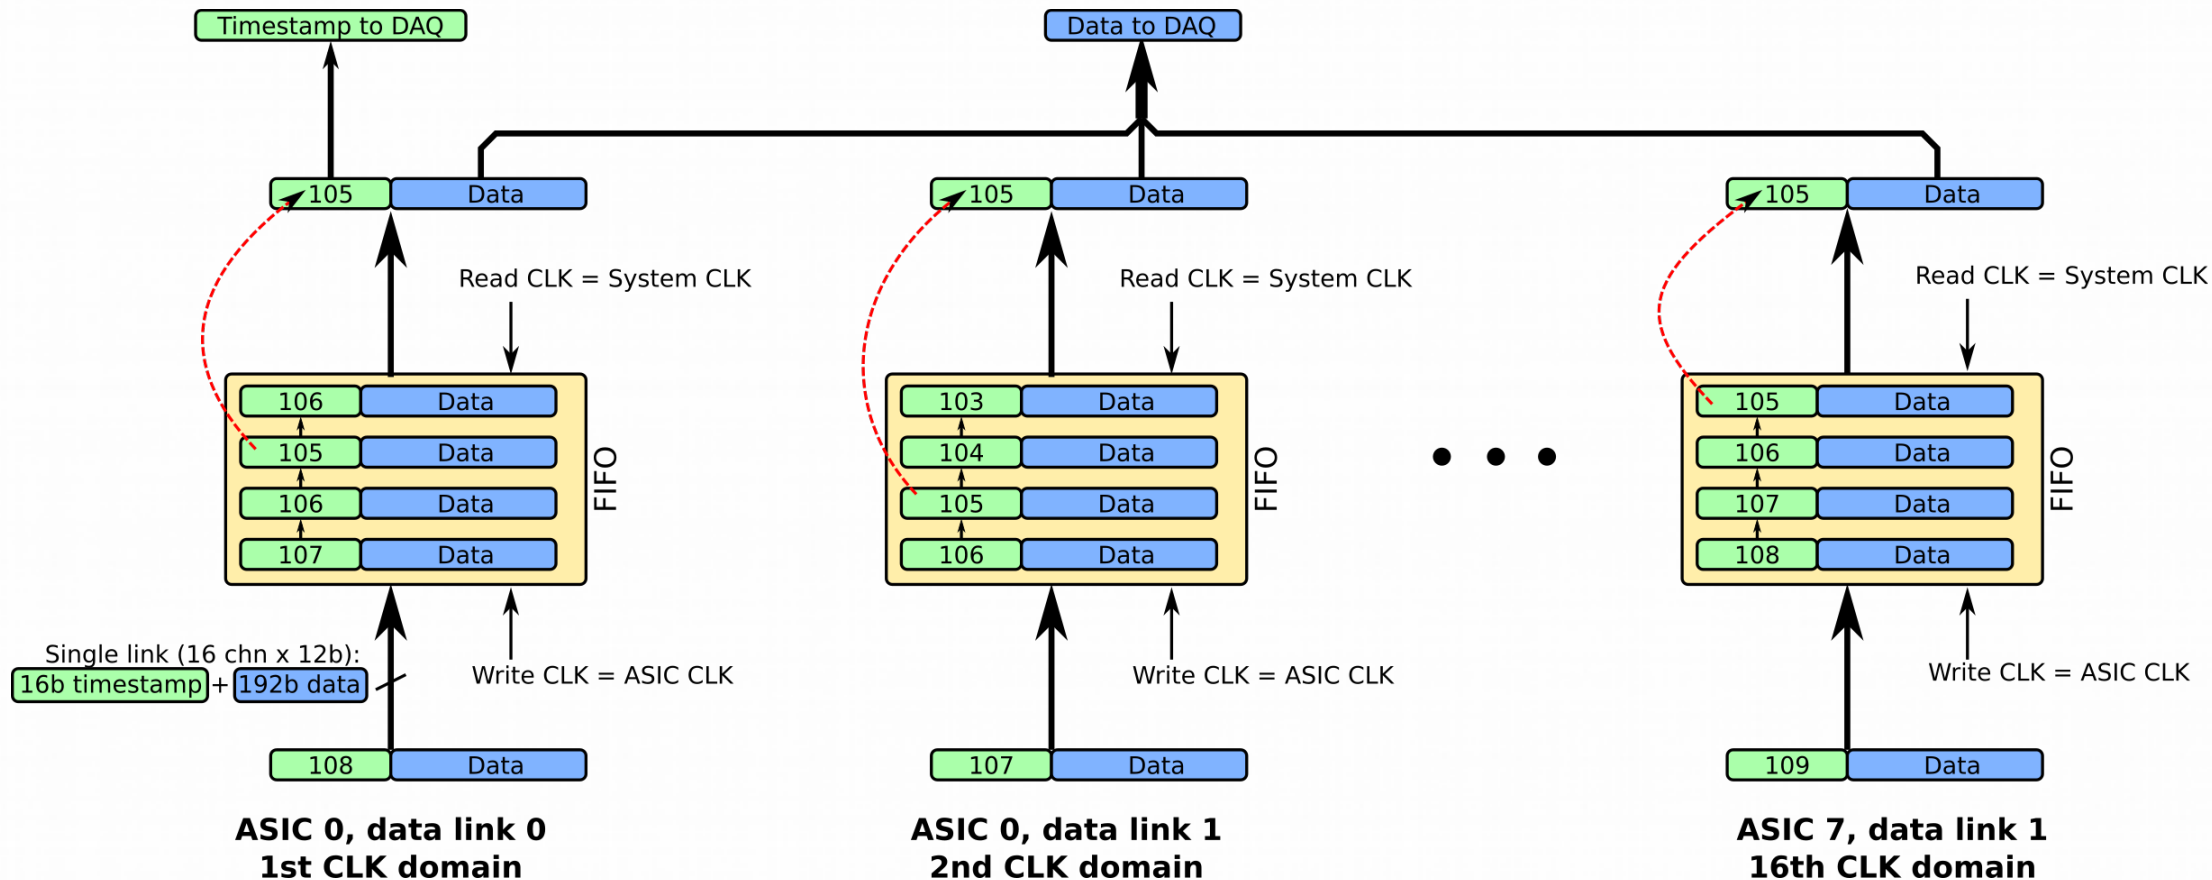 Timestamp to DAQ
Data to DAQ
105 Data
105 Data
105 Data
Read CLK = System CLK
Read CLK = System CLK
Read CLK = System CLK
106 Data
105 Data
106 Data
107 Data
FIFO
103 Data
104 Data
105 Data
106 Data
FIFO
105 Data
106 Data
107 Data
108 Data
FIFO
Single link (16 chn x 12b):
16b timestamp + 192b data
Write CLK = ASIC CLK
Write CLK = ASIC CLK
Write CLK = ASIC CLK
108 Data
107 Data
109 Data
ASIC 0, data link 0
1st CLK domain
ASIC 0, data link 1
2nd CLK domain
ASIC 7, data link 1
16th CLK domain